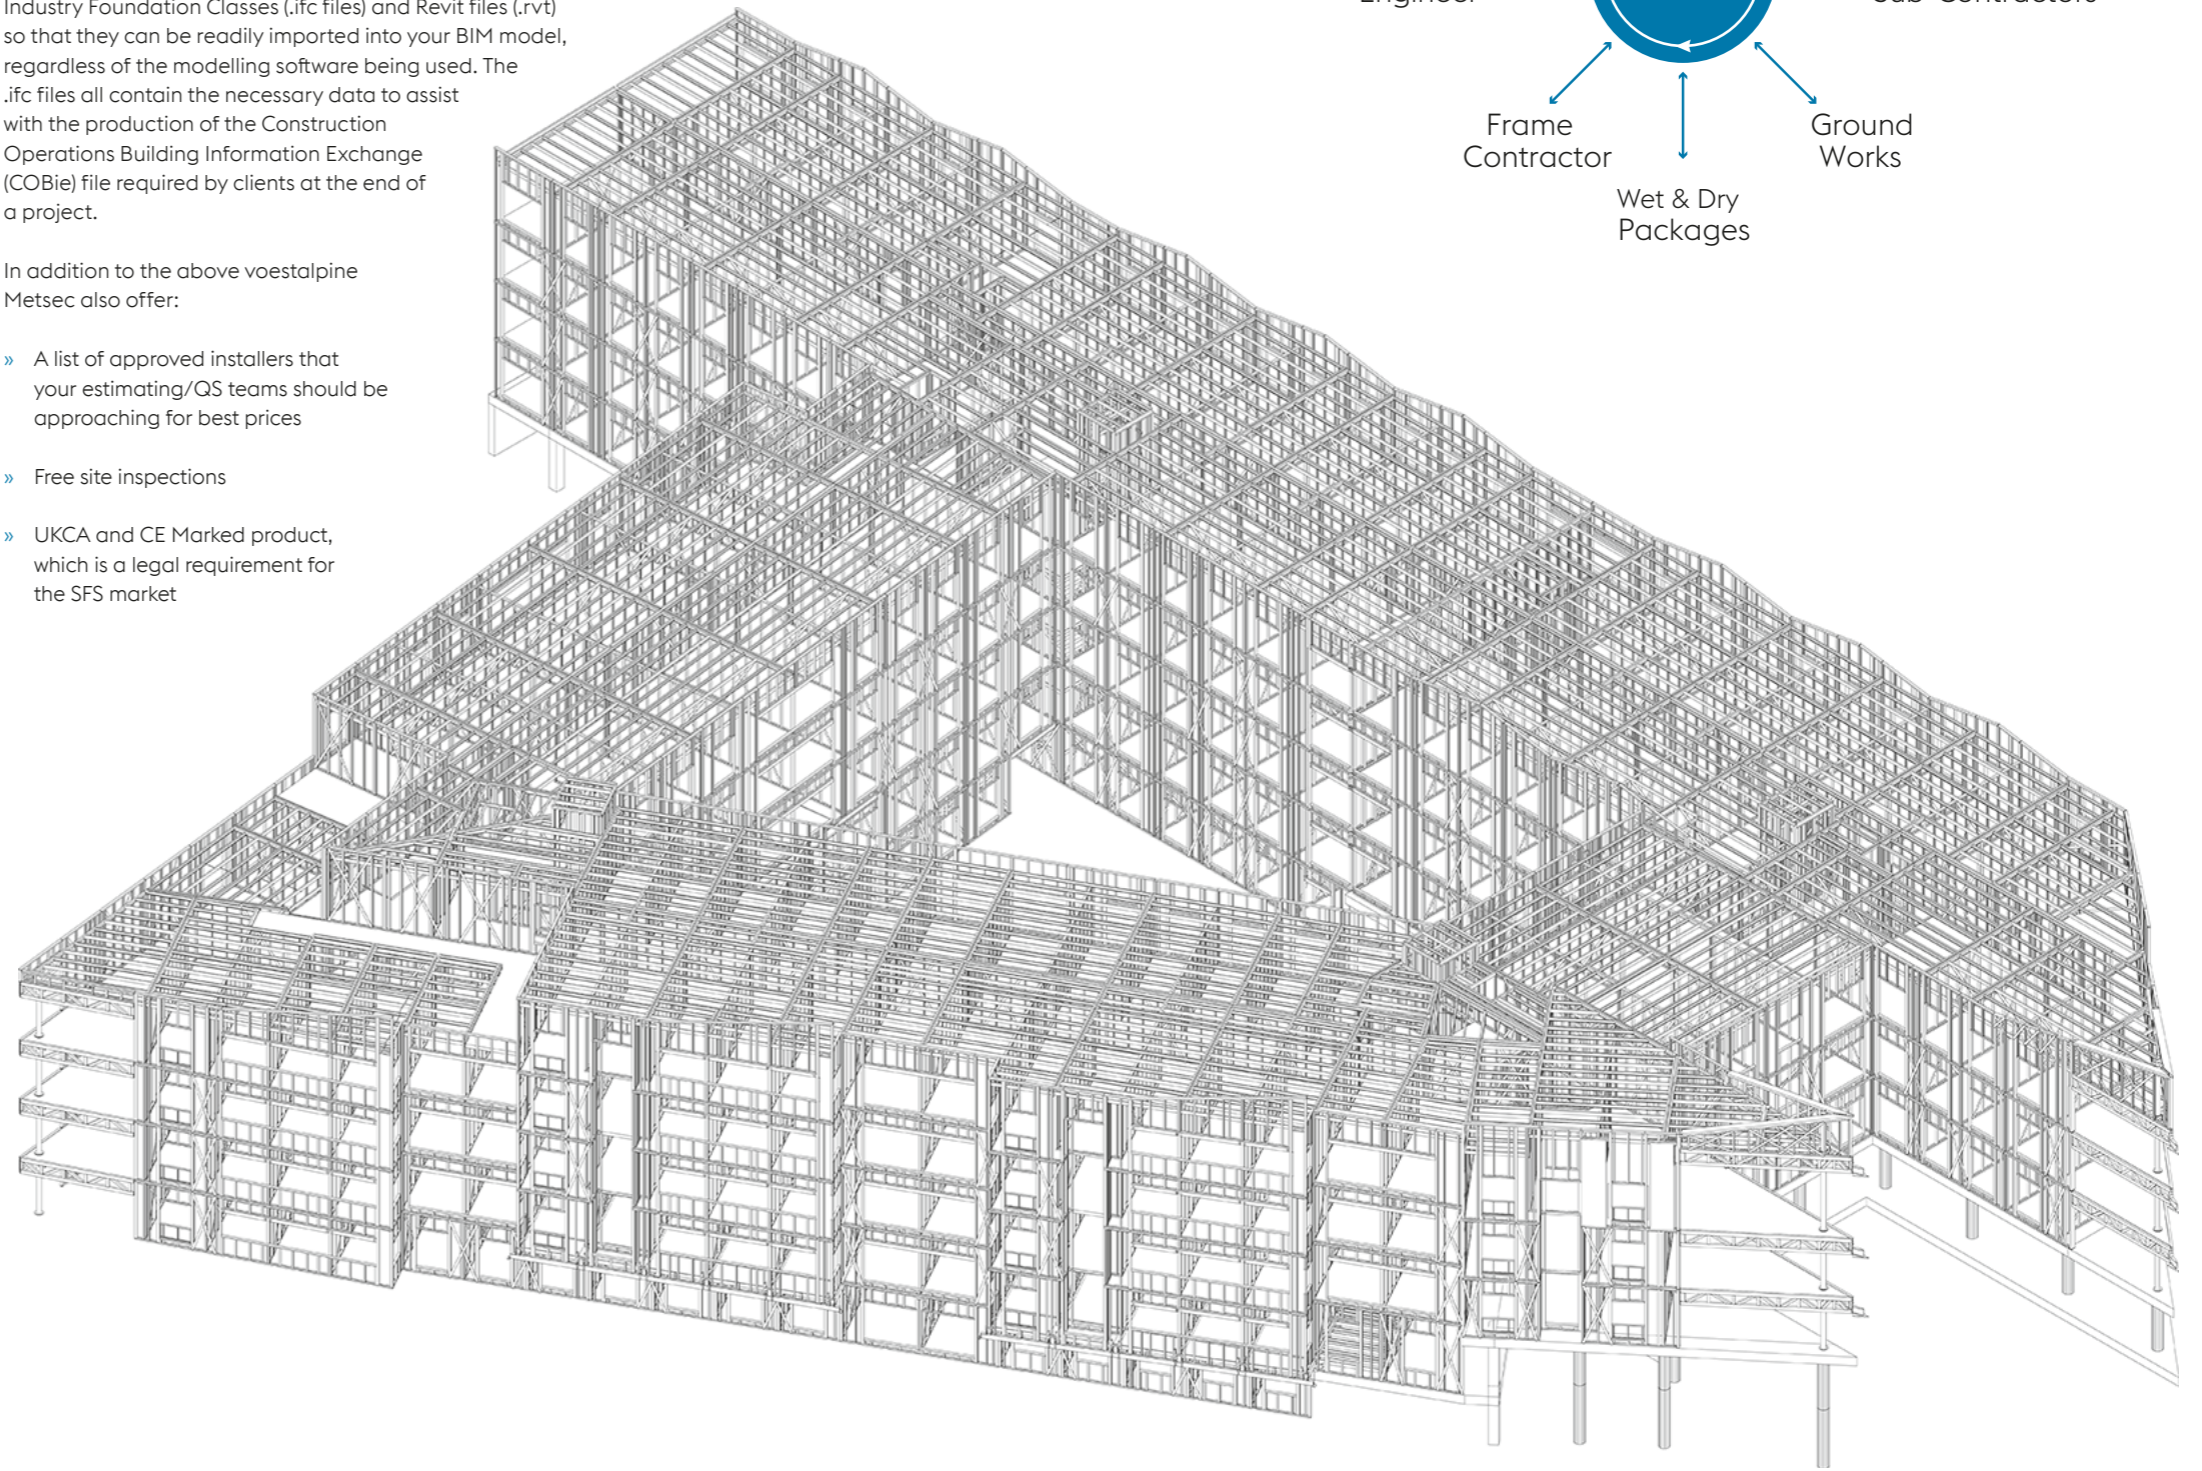 Industry Foundation Classes (.ifc files) and Revit files (.rvt)
so that they can be readily imported into your BIM model,
regardless of the modelling software being used. The
.ifc files all contain the necessary data to assist
with the production of the Construction
Operations Building Information Exchange
(COBie) file required by clients at the end of
a project.
In addition to the above voestalpine
Metsec also offer:
» A list of approved installers that
your estimating/QS teams should be
approaching for best prices
» Free site inspections
» UKCA and CE Marked product,
which is a legal requirement for
the SFS market
Engineer
Sub-Contractors
Frame
Contractor
Ground
Works
Wet & Dry
Packages